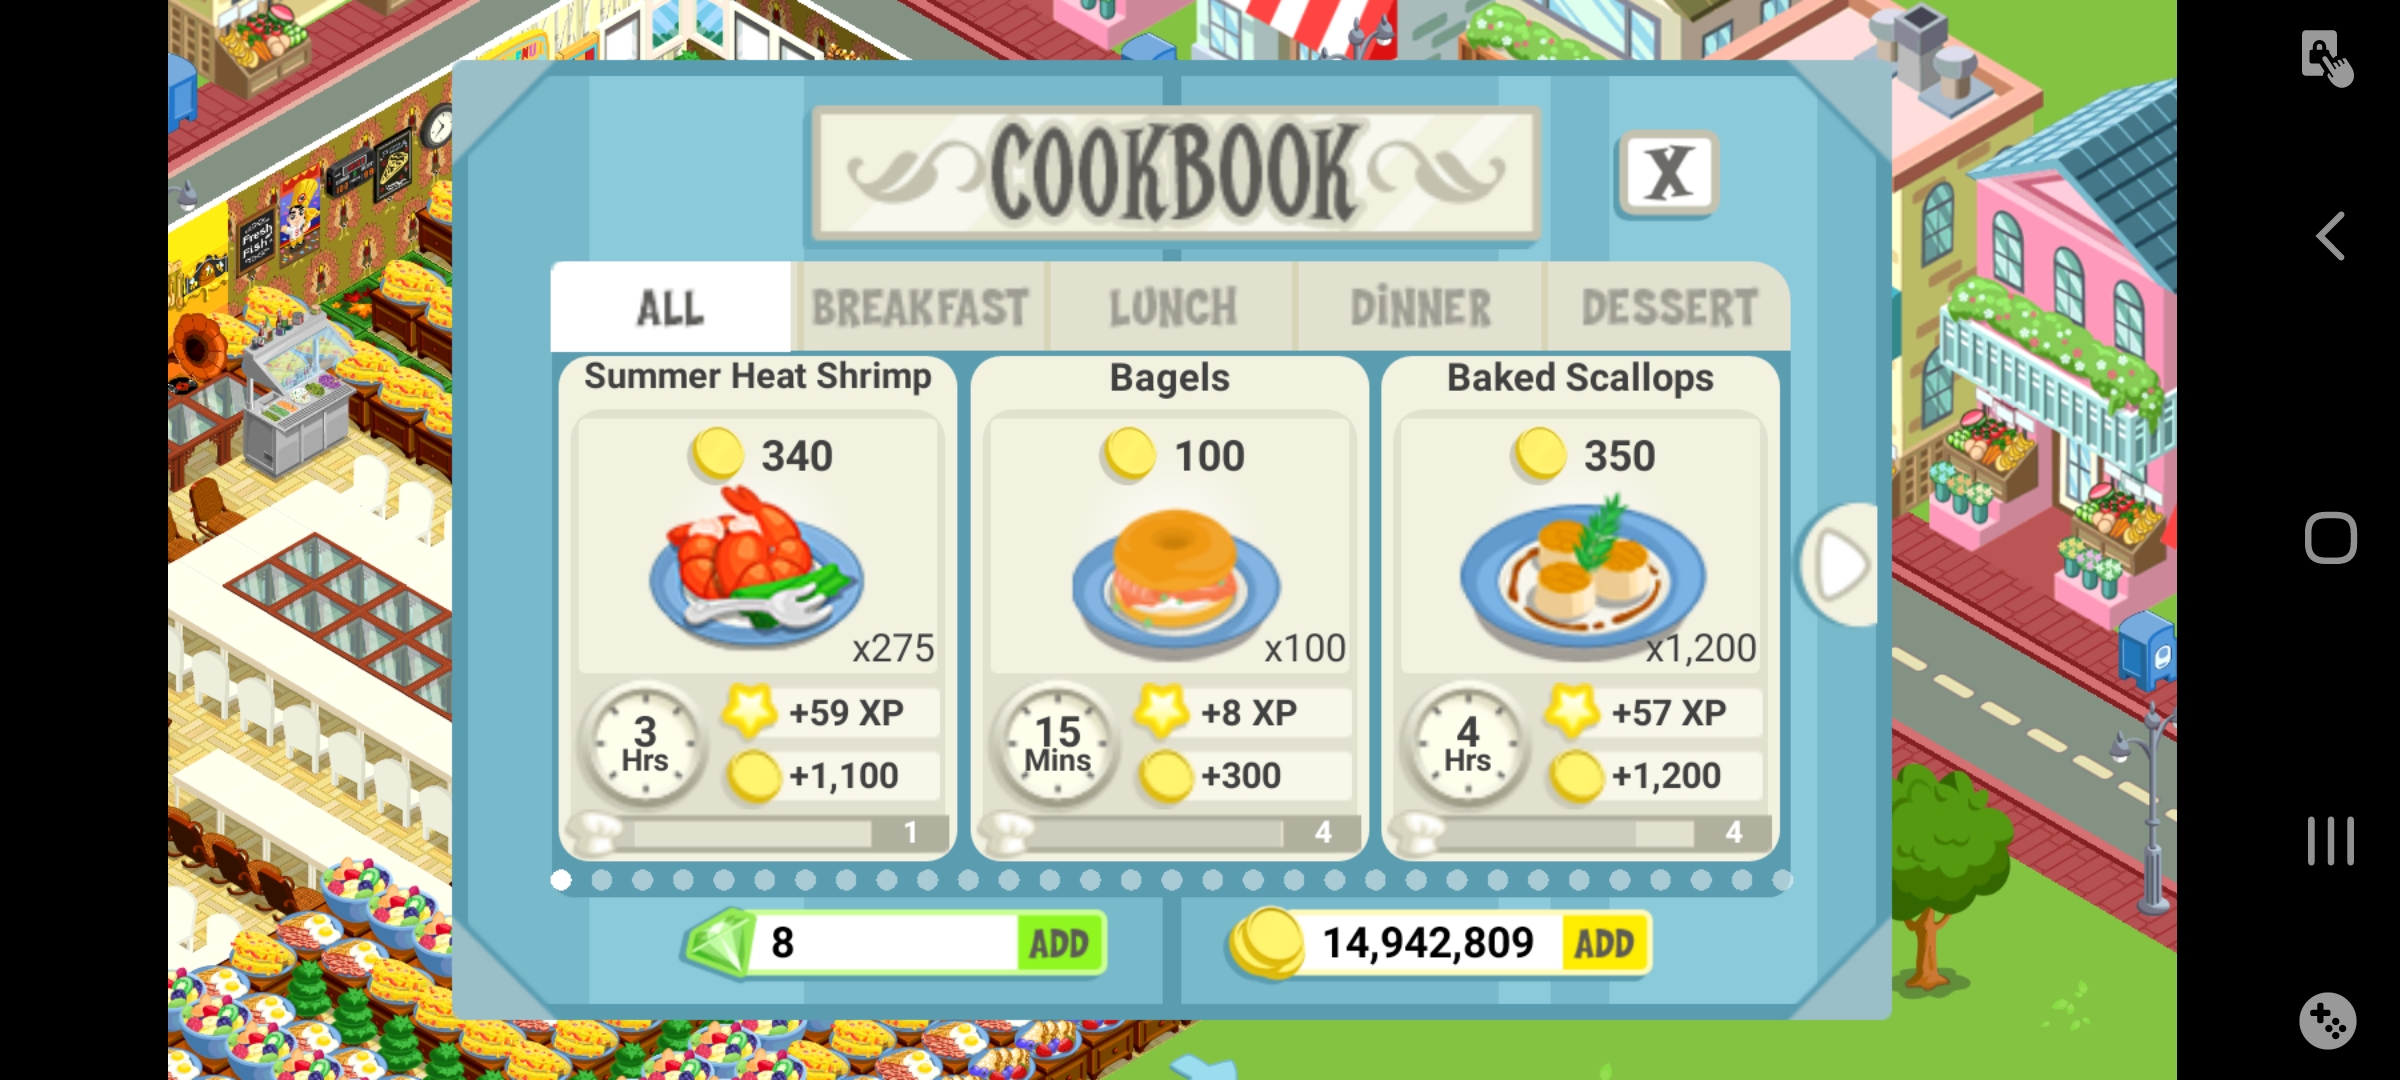 Fresh
Fish
COOKBOOK
X
ALL
BREAKFAST
LUNCH
DINNER
DESSERT
Summer Heat Shrimp
340
x275
3
Hrs
+59 XP
+1,100
1
Bagels
100
x100
15
Mins
+8 XP
+300
4
Baked Scallops
350
x1,200
4
Hrs
+57 XP
+1,200
4
8
ADD
14,942,809
ADD